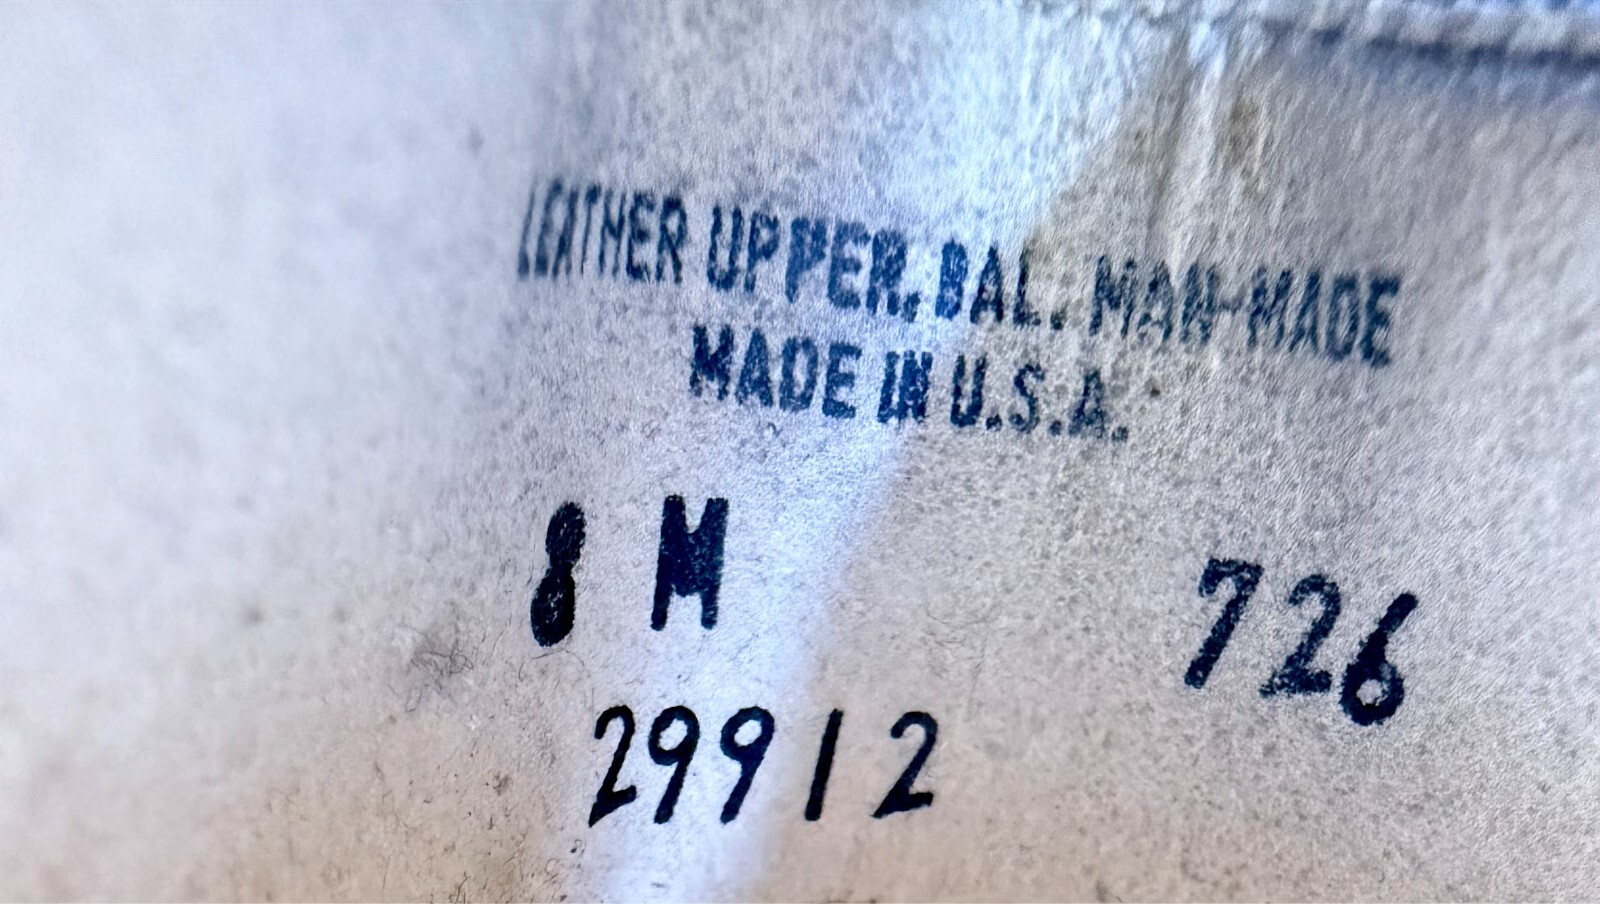 LEATHER UPPER, BAL. MAN-MADE
MADE IN U.S.A.
8 M 726
29912